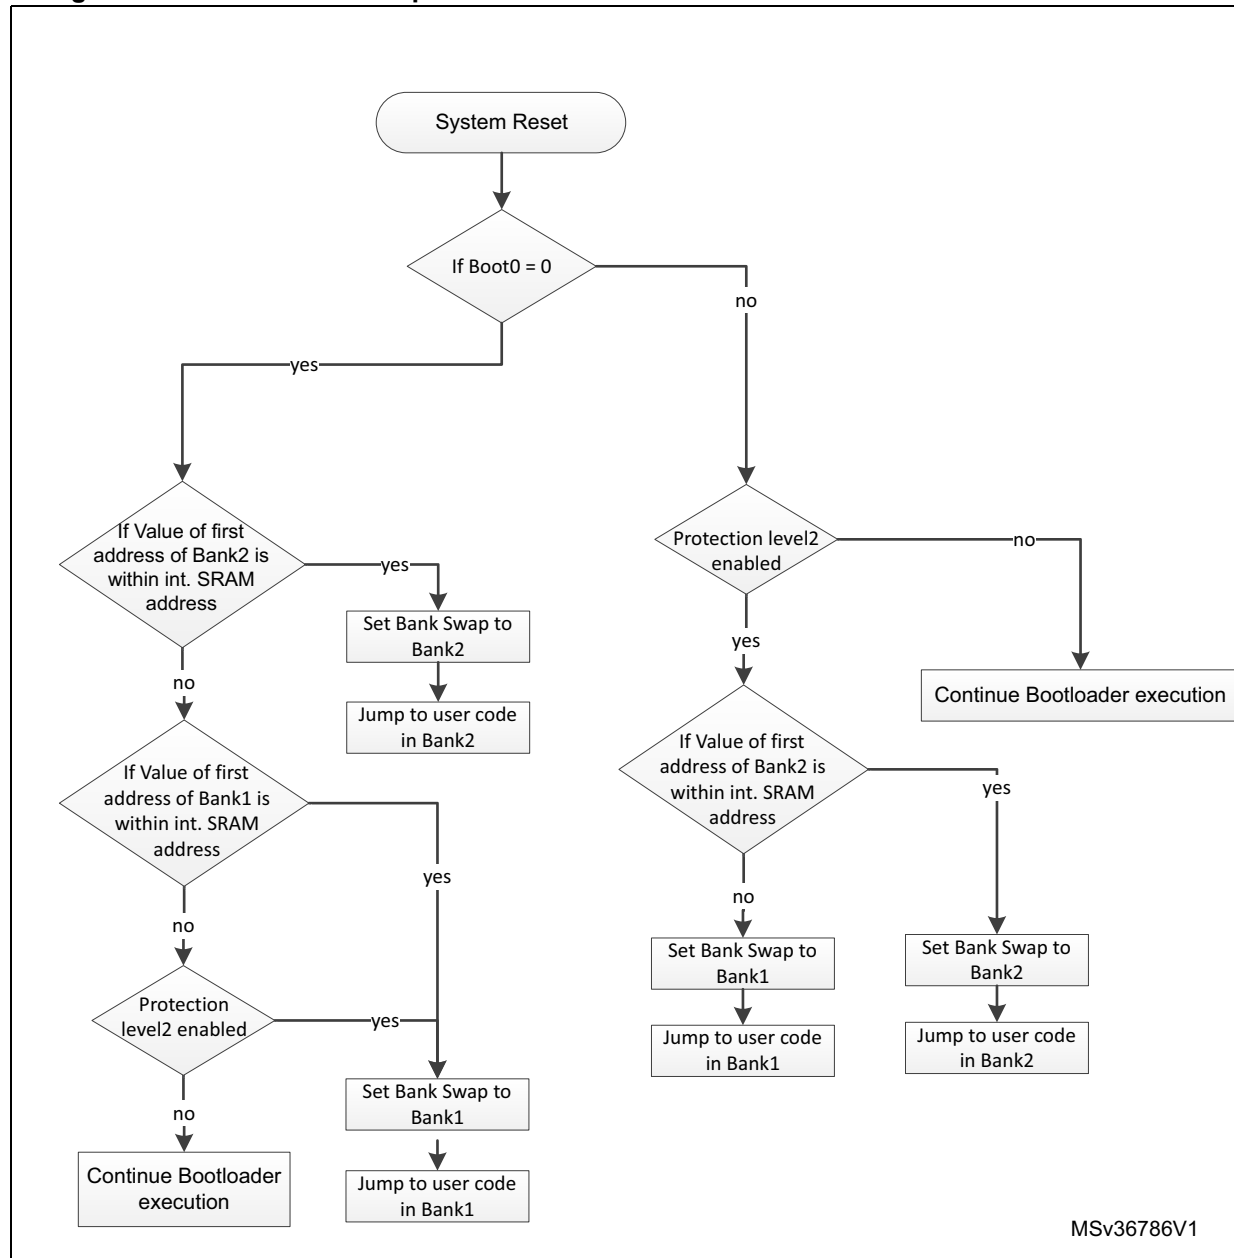 System Reset
If Boot0 = 0
no
yes
If Value of first
address of Bank2 is
within int. SRAM
address
yes
Set Bank Swap to
Bank2
Jump to user code
in Bank2
no
If Value of first
address of Bank1 is
within int. SRAM
address
yes
no
Protection
level2 enabled
yes
Set Bank Swap to
Bank1
Jump to user code
in Bank1
no
Continue Bootloader
execution
Protection level2
enabled
no
Continue Bootloader execution
yes
If Value of first
address of Bank2 is
within int. SRAM
address
yes
no
Set Bank Swap to
Bank1
Jump to user code
in Bank1
Set Bank Swap to
Bank2
Jump to user code
in Bank2
MSv36786V1